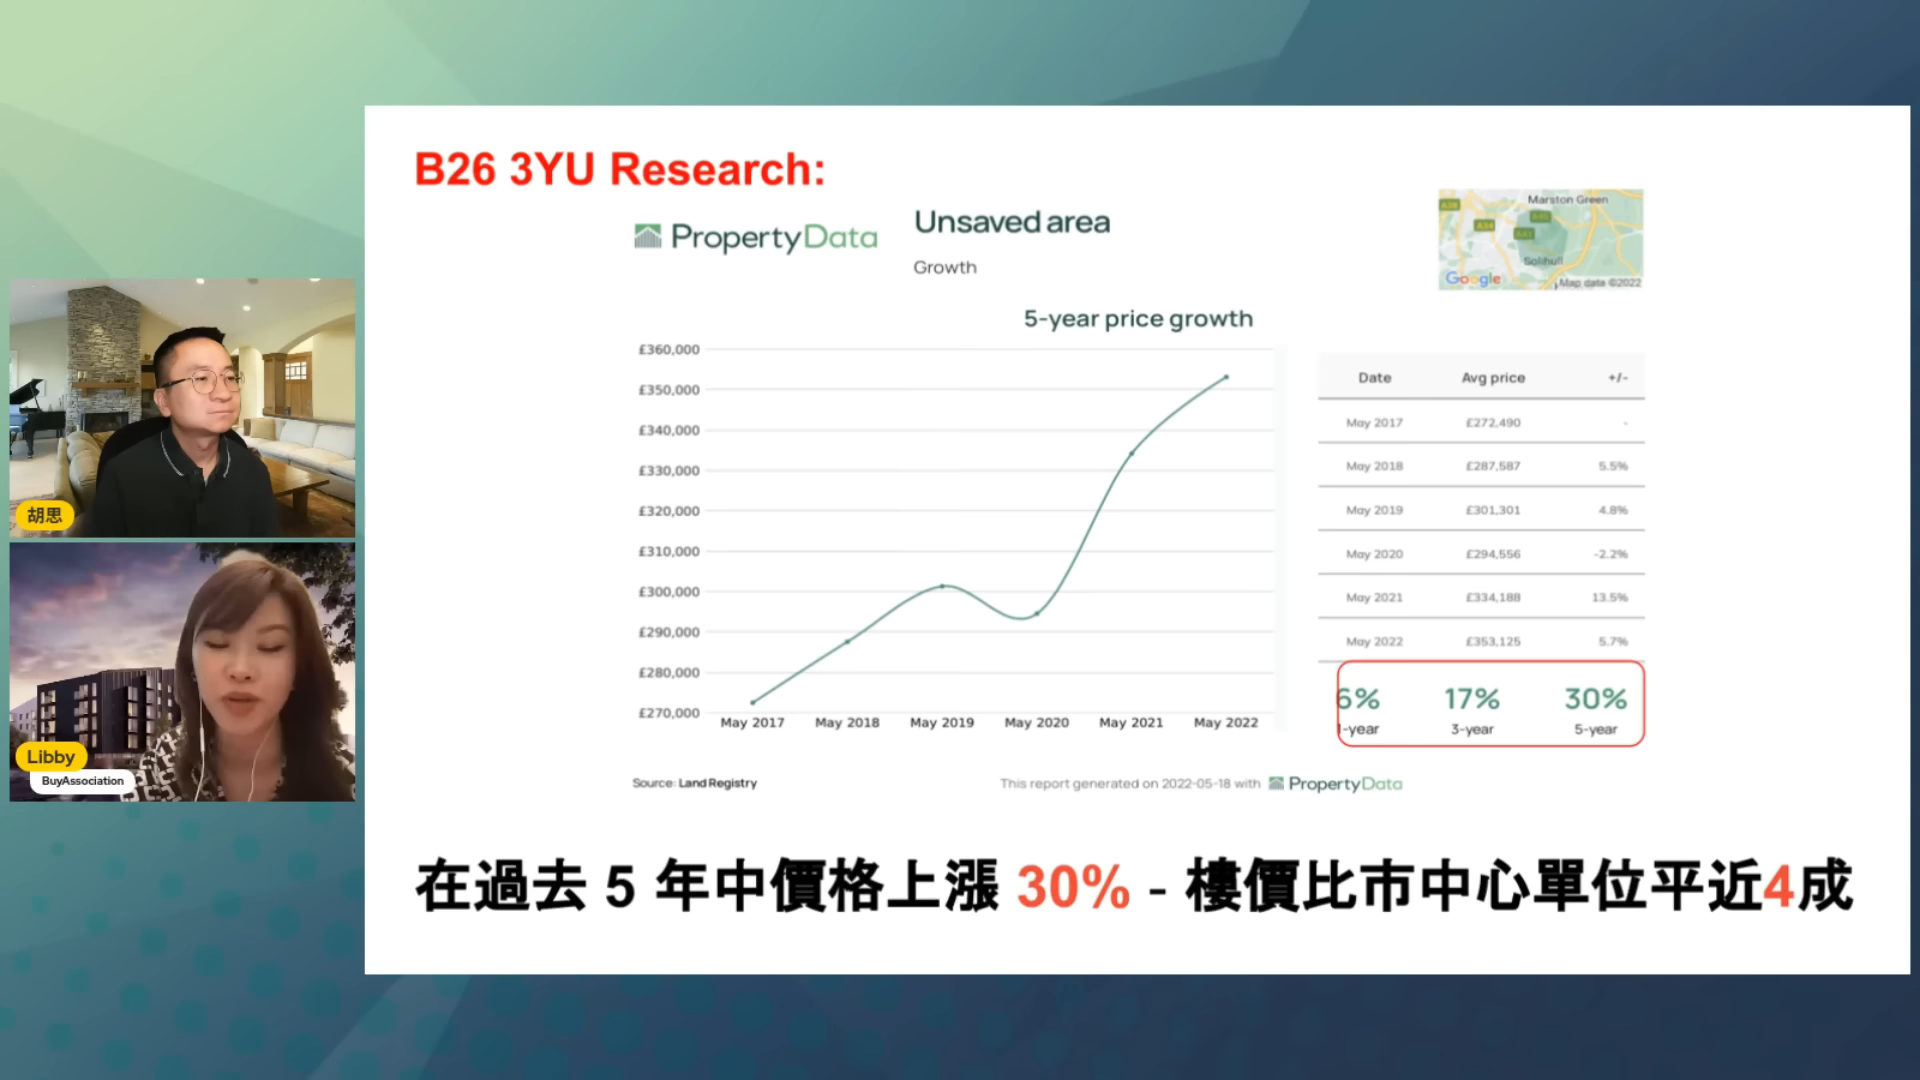 B26 3YU Research:
PropertyData
Unsaved area
Growth
Marston Green
Solihull
Google
Map data ©2022
5-year price growth
£360,000
£350,000
£340,000
£330,000
£320,000
£310,000
£300,000
£290,000
£280,000
£270,000
May 2017 May 2018 May 2019 May 2020 May 2021 May 2022
Date Avg price +/-
May 2017 £272,490 -
May 2018 £287,587 5.5%
May 2019 £301,301 4.8%
May 2020 £294,556 -2.2%
May 2021 £334,188 13.5%
May 2022 £353,125 5.7%
6% 17% 30%
1-year 3-year 5-year
Source: Land Registry
This report generated on 2022-05-18 with PropertyData
在過去 5 年中價格上漲 30% - 樓價比市中心單位平近4成
胡思
Libby
BuyAssociation